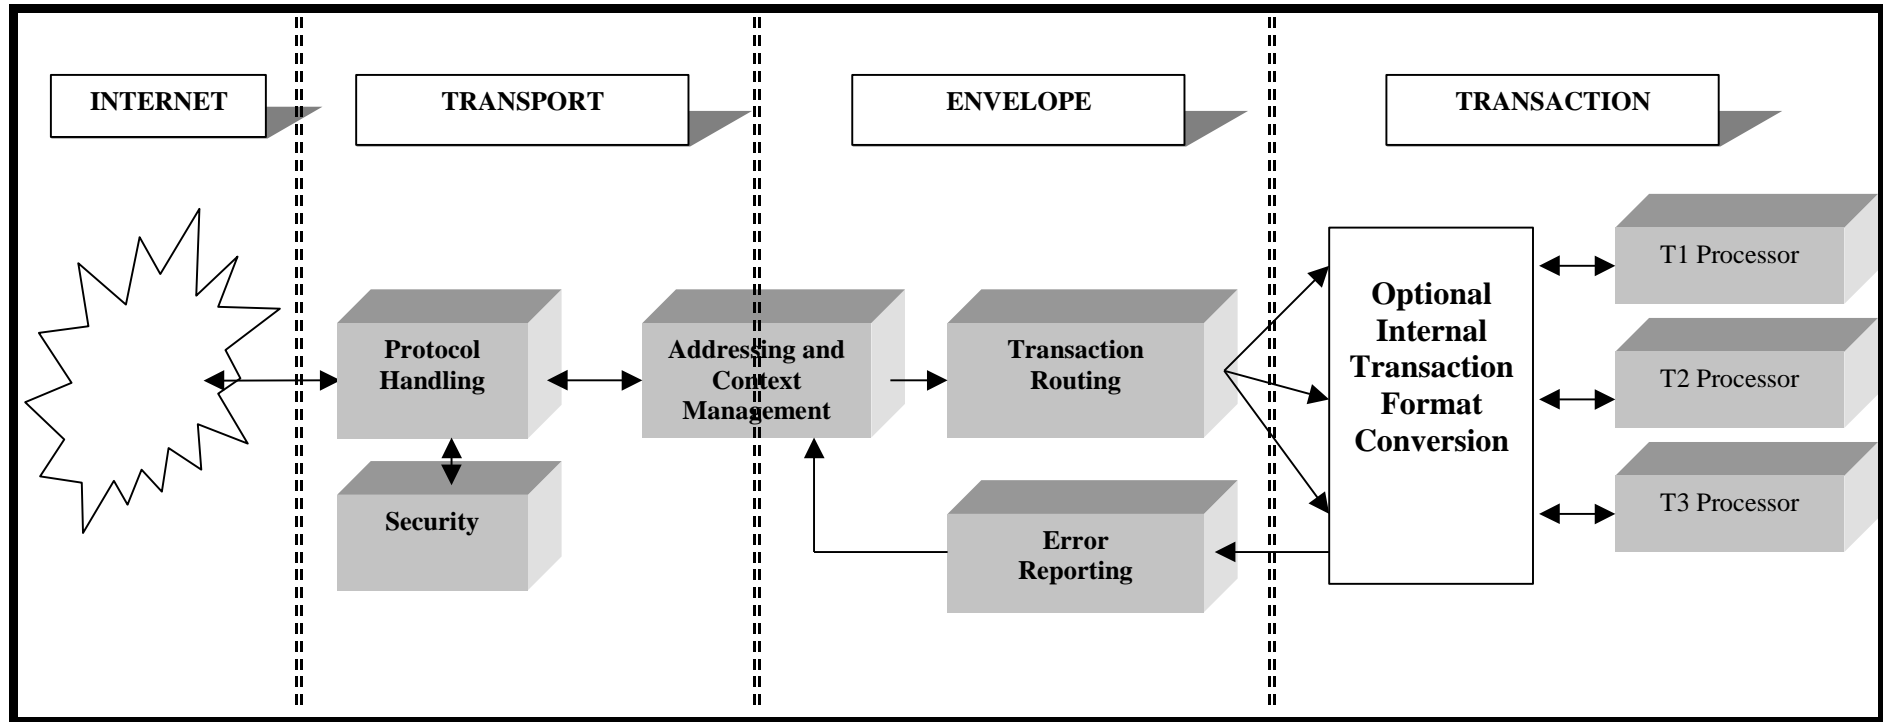 INTERNET
TRANSPORT
ENVELOPE
TRANSACTION
Protocol
Handling
Security
Addressing and
Context
Management
Transaction
Routing
Error
Reporting
Optional
Internal
Transaction
Format
Conversion
T1 Processor
T2 Processor
T3 Processor